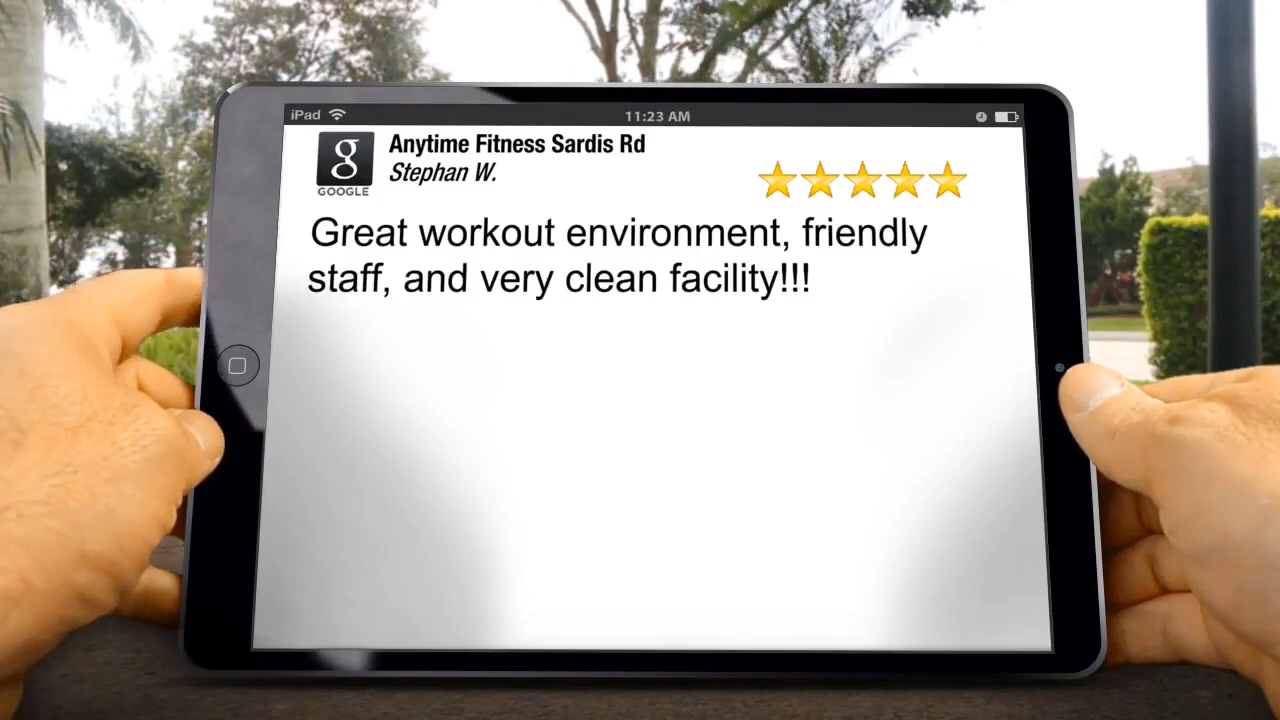 iPad 11:23 AM
g
GOOGLE
Anytime Fitness Sardis Rd
Stephan W.
Great workout environment, friendly
staff, and very clean facility!!!